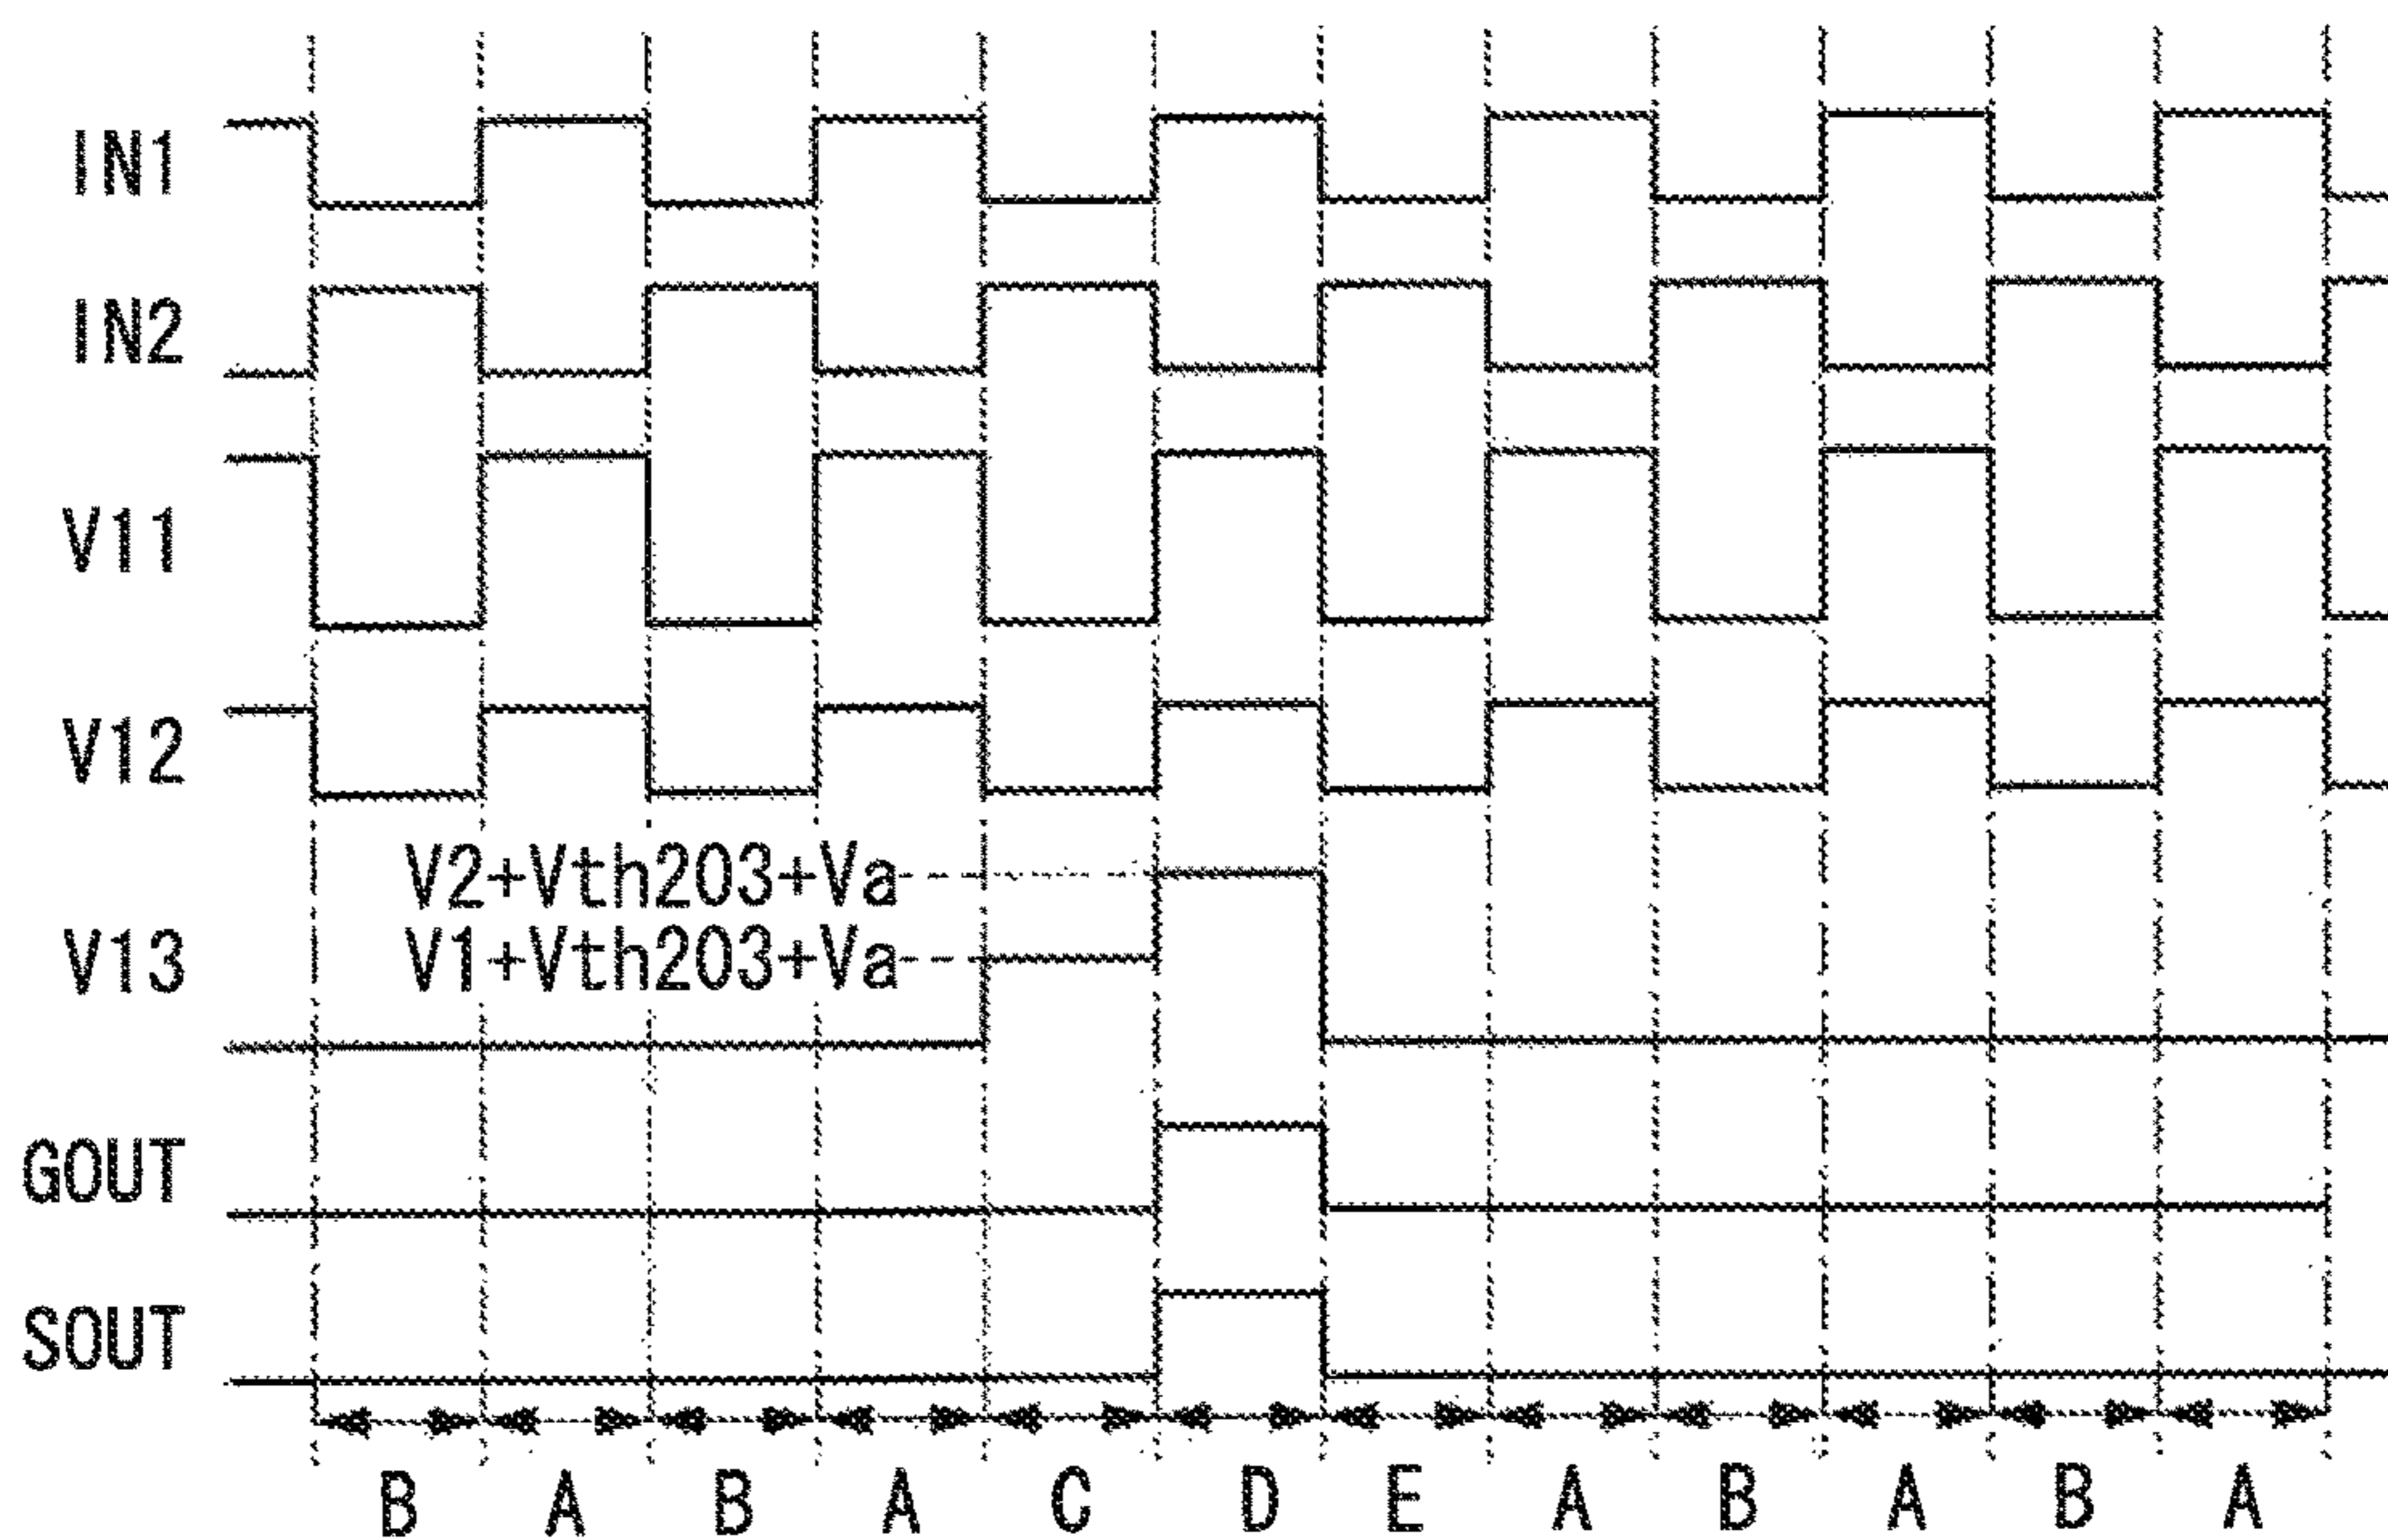 IN1
IN2
V11
V12
V2+Vth203+Va
V13
V1+Vth203+Va
GOUT
SOUT
B A B A C D E A B A B A